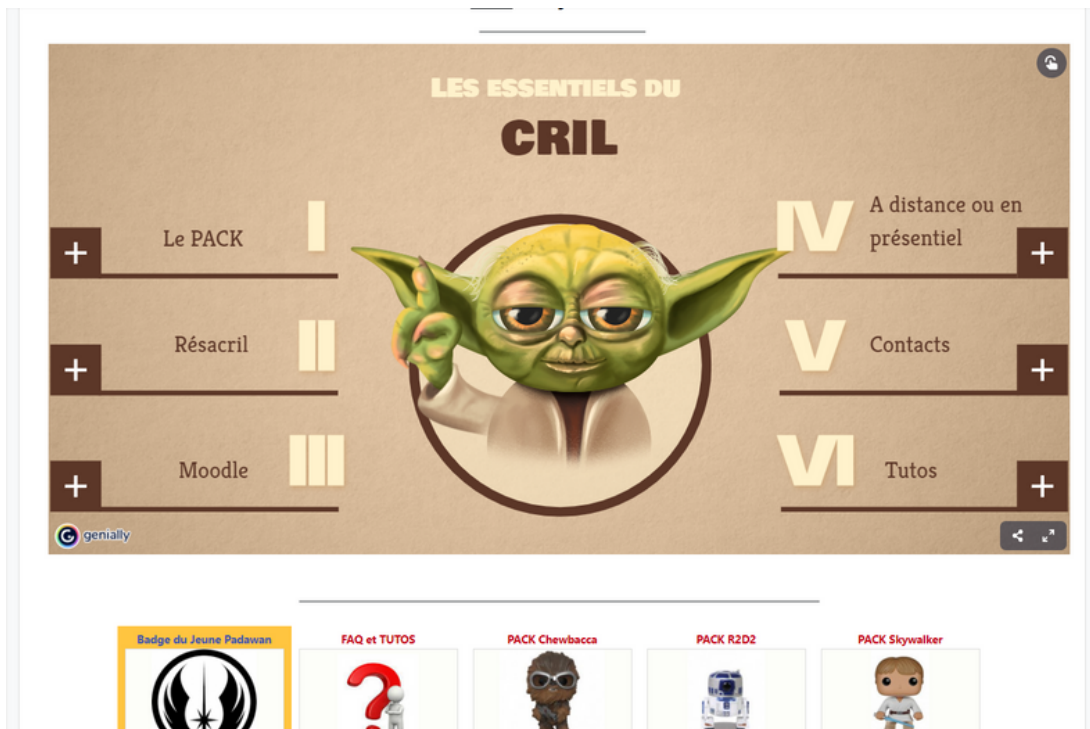 LES ESSENTIELS DU
CRIL
Le PACK
I
Résacril
II
Moodle
III
IV
A distance ou en
présentiel
V
Contacts
VI
Tutos
G genially
Badge du Jeune Padawan
FAQ et TUTOS
PACK Chewbacca
PACK R2D2
PACK Skywalker